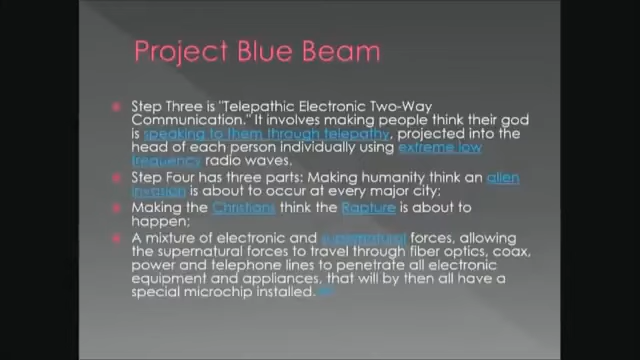 Project Blue Beam
Step Three is "Telepathic Electronic Two-Way
Communication." It involves making people think their god
is speaking to them through telepathy, projected into the
head of each person individually using extreme low
frequency radio waves.
Step Four has three parts: Making humanity think an alien
invasion is about to occur at every major city;
Making the Christians think the Rapture is about to
happen;
A mixture of electronic and supernatural forces, allowing
the supernatural forces to travel through fiber optics, coax,
power and telephone lines to penetrate all electronic
equipment and appliances, that will by then all have a
special microchip installed.